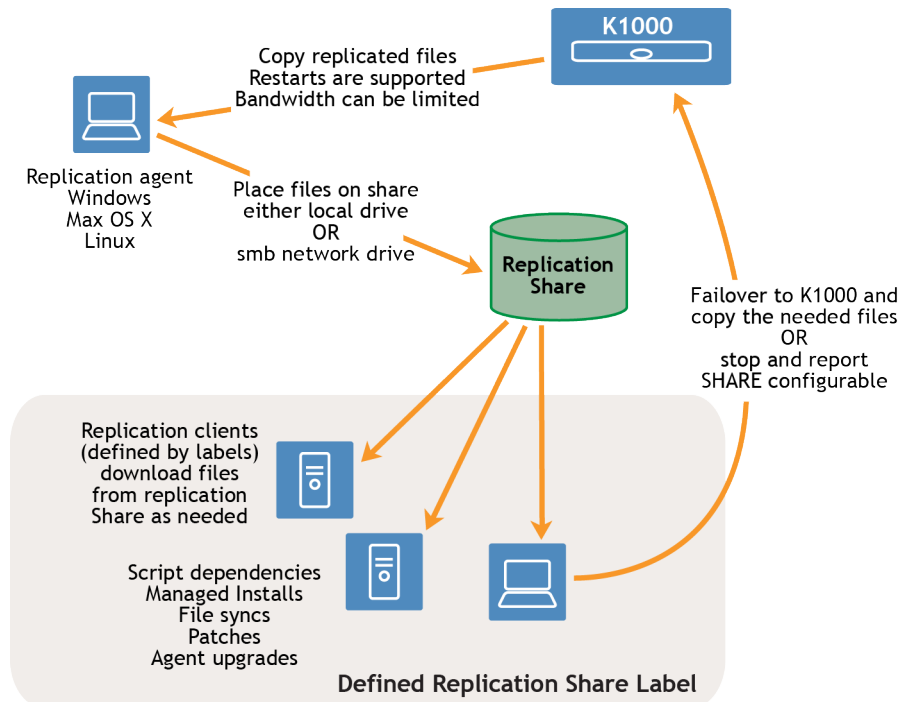 K1000
Copy replicated files
Restarts are supported
Bandwidth can be limited
Replication agent
Windows
Max OS X
Linux
Place files on share
either local drive
OR
smb network drive
Replication
Share
Failover to K1000 and
copy the needed files
OR
stop and report
SHARE configurable
Replication clients
(defined by labels)
download files
from replication
Share as needed
Script dependencies
Managed Installs
File syncs
Patches
Agent upgrades
Defined Replication Share Label